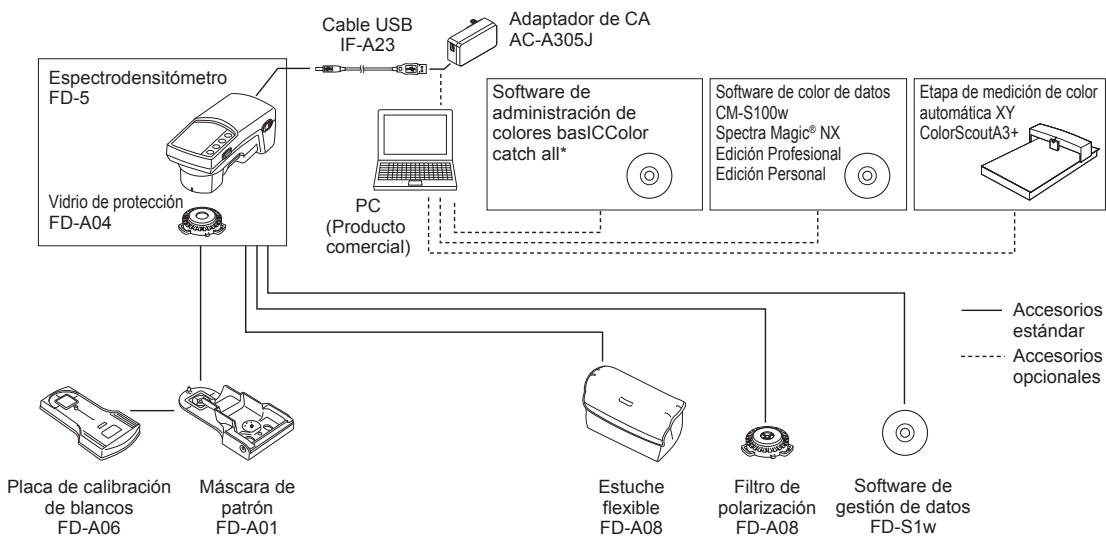 Cable USB
IF-A23
Adaptador de CA
AC-A305J
Espectrodensitómetro
FD-5
Vidrio de protección
FD-A04
PC
(Producto
comercial)
Software de
administración de
colores basICColor
catch all*
Software de color de datos
CM-S100w
Spectra Magic® NX
Edición Profesional
Edición Personal
Etapa de medición de color
automática XY
ColorScoutA3+
Accesorios
estándar
Accesorios
opcionales
Placa de calibración
de blancos
FD-A06
Máscara de
patrón
FD-A01
Estuche
flexible
FD-A08
Filtro de
polarización
FD-A08
Software de
gestión de datos
FD-S1w